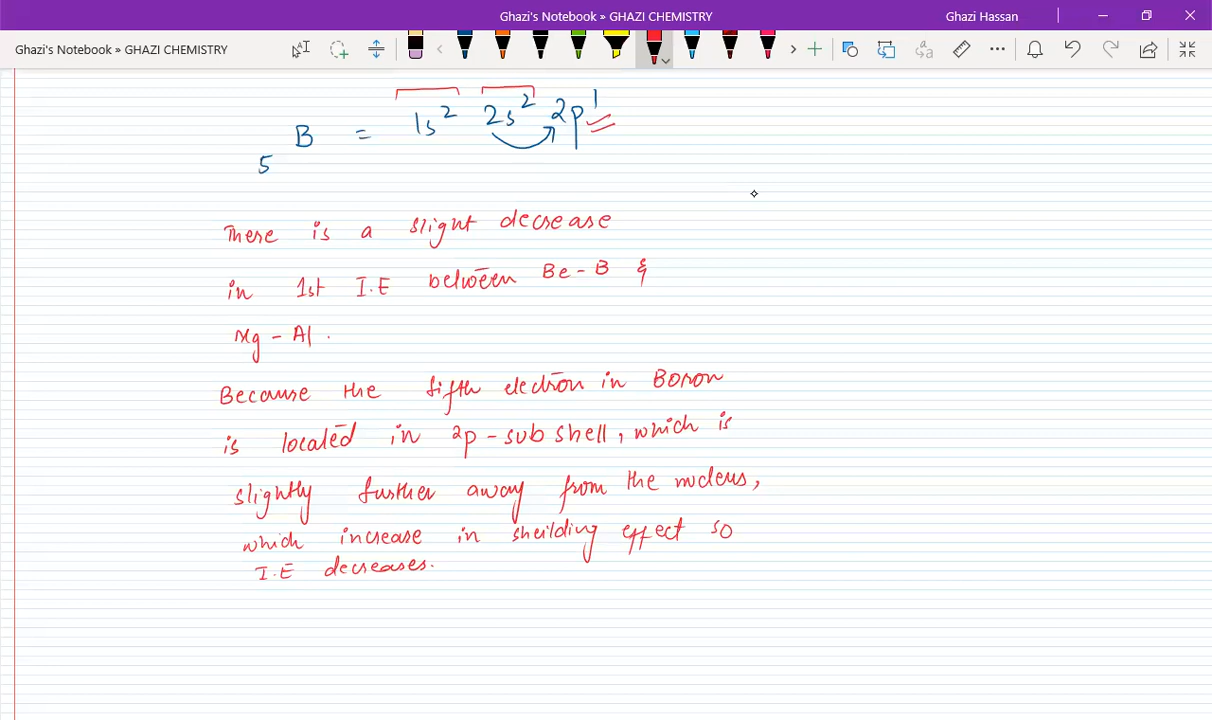 Ghazi's Notebook » GHAZI CHEMISTRY
Ghazi Hassan
Ghazi's Notebook » GHAZI CHEMISTRY
5 B = 1s² 2s² 2p¹
There is a slight decrease
in 1st I.E between Be - B &
Mg - Al.
Because the fifth electron in Boron
is located in 2p - sub shell, which is
slightly further away from the nucleus,
which increase in sheilding effect so
I.E decreases.